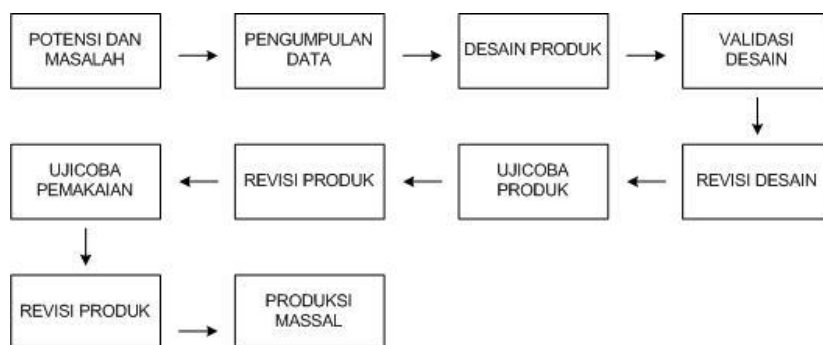 POTENSI DAN
MASALAH
PENGUMPULAN
DATA
DESAIN PRODUK
VALIDASI
DESAIN
REVISI DESAIN
UJICOBA
PRODUK
REVISI PRODUK
UJICOBA
PEMAKAIAN
REVISI PRODUK
PRODUKSI
MASSAL